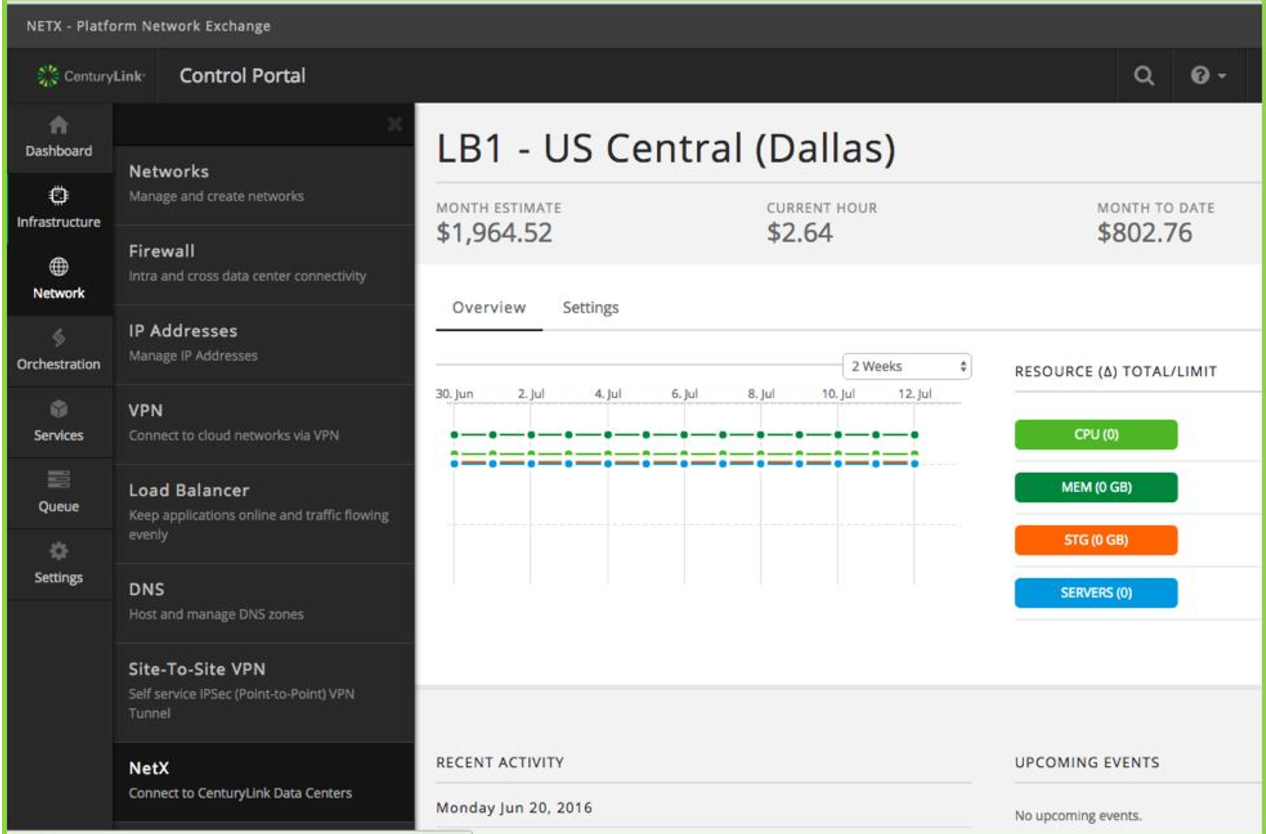 NETX - Platform Network Exchange
CenturyLink
Control Portal
Dashboard
Infrastructure
Network
Orchestration
Services
Queue
Settings
Networks
Manage and create networks
Firewall
Intra and cross data center connectivity
IP Addresses
Manage IP Addresses
VPN
Connect to cloud networks via VPN
Load Balancer
Keep applications online and traffic flowing
evenly
DNS
Host and manage DNS zones
Site-To-Site VPN
Self service IPSec (Point-to-Point) VPN
Tunnel
NetX
Connect to CenturyLink Data Centers
LB1 - US Central (Dallas)
MONTH ESTIMATE
$1,964.52
CURRENT HOUR
$2.64
MONTH TO DATE
$802.76
Overview
Settings
2 Weeks
30. Jun 2. Jul 4. Jul 6. Jul 8. Jul 10. Jul 12. Jul
RESOURCE (Δ) TOTAL/LIMIT
CPU (0)
MEM (0 GB)
STG (0 GB)
SERVERS (0)
RECENT ACTIVITY
Monday Jun 20, 2016
UPCOMING EVENTS
No upcoming events.